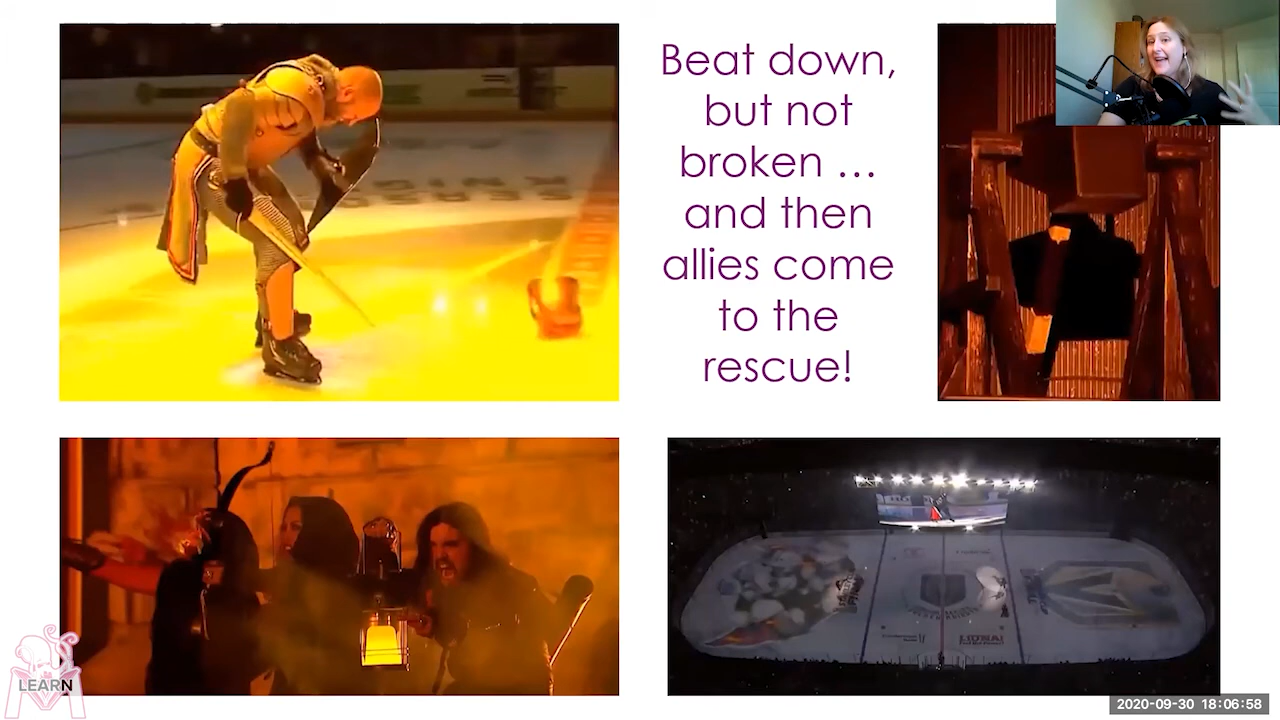 Beat down,
but not
broken ...
and then
allies come
to the
rescue!
LEARN
2020-09-30 18:06:58